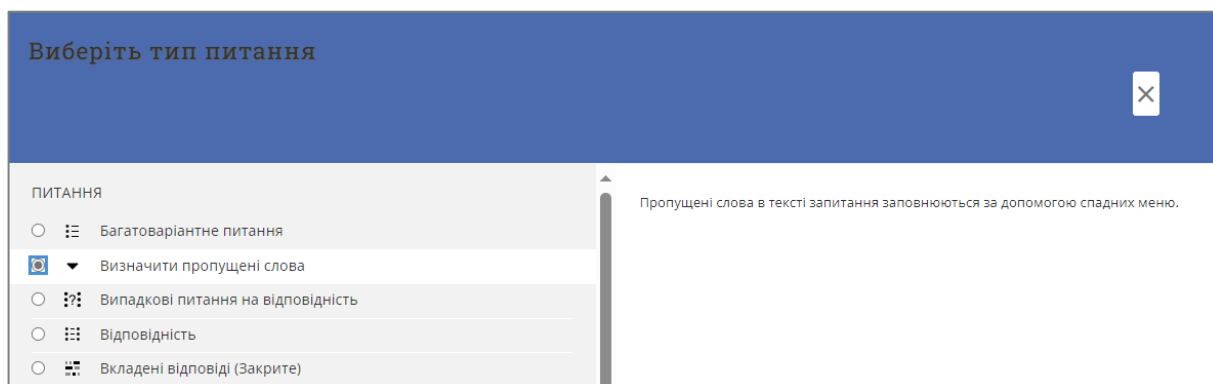 Виберіть тип питання
ПИТАННЯ
Багатоваріантне питання
Визначити пропущені слова
Випадкові питання на відповідність
Відповідність
Вкладені відповіді (Закрите)
Пропущені слова в тексті запитання заповнюються за допомогою спадних меню.